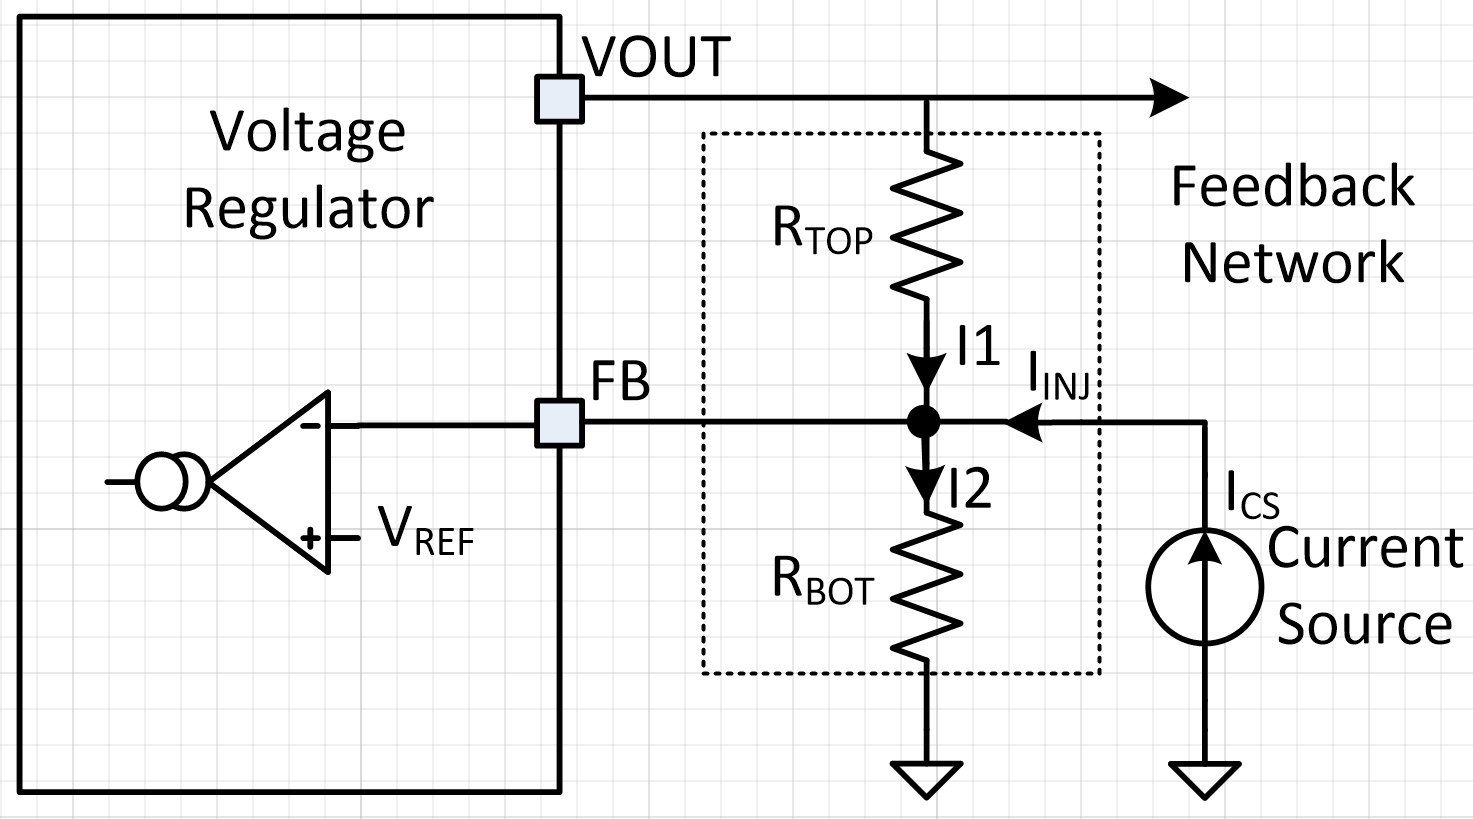 VOUT
Voltage
Regulator
Feedback
Network
RTOP
I1
IINJ
FB
I2
ICS
-
VREF
+
Current
Source
RBOT